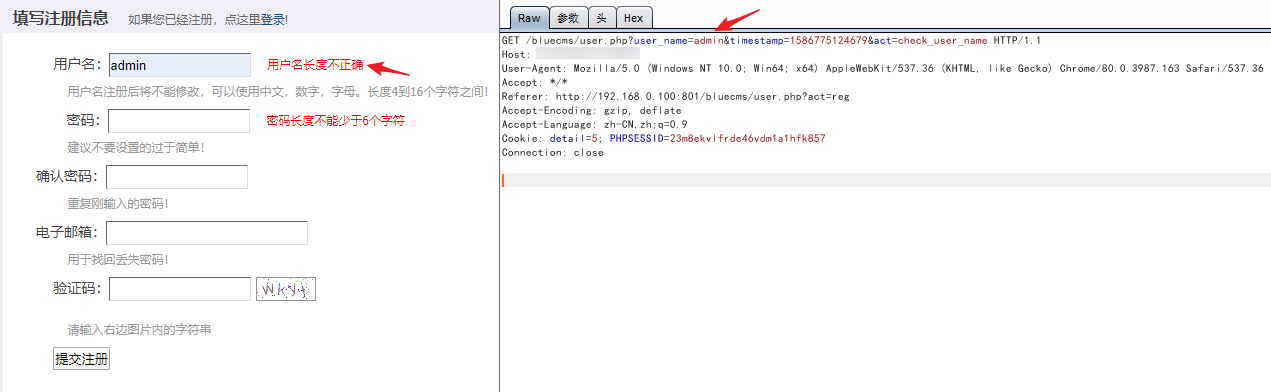 填写注册信息 如果您已经注册，点这里登录!
用户名： admin 用户名长度不正确
用户名注册后将不能修改，可以使用中文，数字，字母。长度4到16个字符之间!
密码： 密码长度不能少于6个字符
建议不要设置的过于简单!
确认密码：
重复刚输入的密码!
电子邮箱：
用于找回丢失密码!
验证码：
请输入右边图片内的字符串
提交注册
Raw 参数 头 Hex
GET /bluecms/user.php?user_name=admin&timestamp=1586775124679&act=check_user_name HTTP/1.1
Host:
User-Agent: Mozilla/5.0 (Windows NT 10.0; Win64; x64) AppleWebKit/537.36 (KHTML, like Gecko) Chrome/80.0.3987.163 Safari/537.36
Accept: */*
Referer: http://192.168.0.100:801/bluecms/user.php?act=reg
Accept-Encoding: gzip, deflate
Accept-Language: zh-CN,zh;q=0.9
Cookie: detail=5; PHPSESSID=23m8ekvlfrde46vdm1a1hfk857
Connection: close